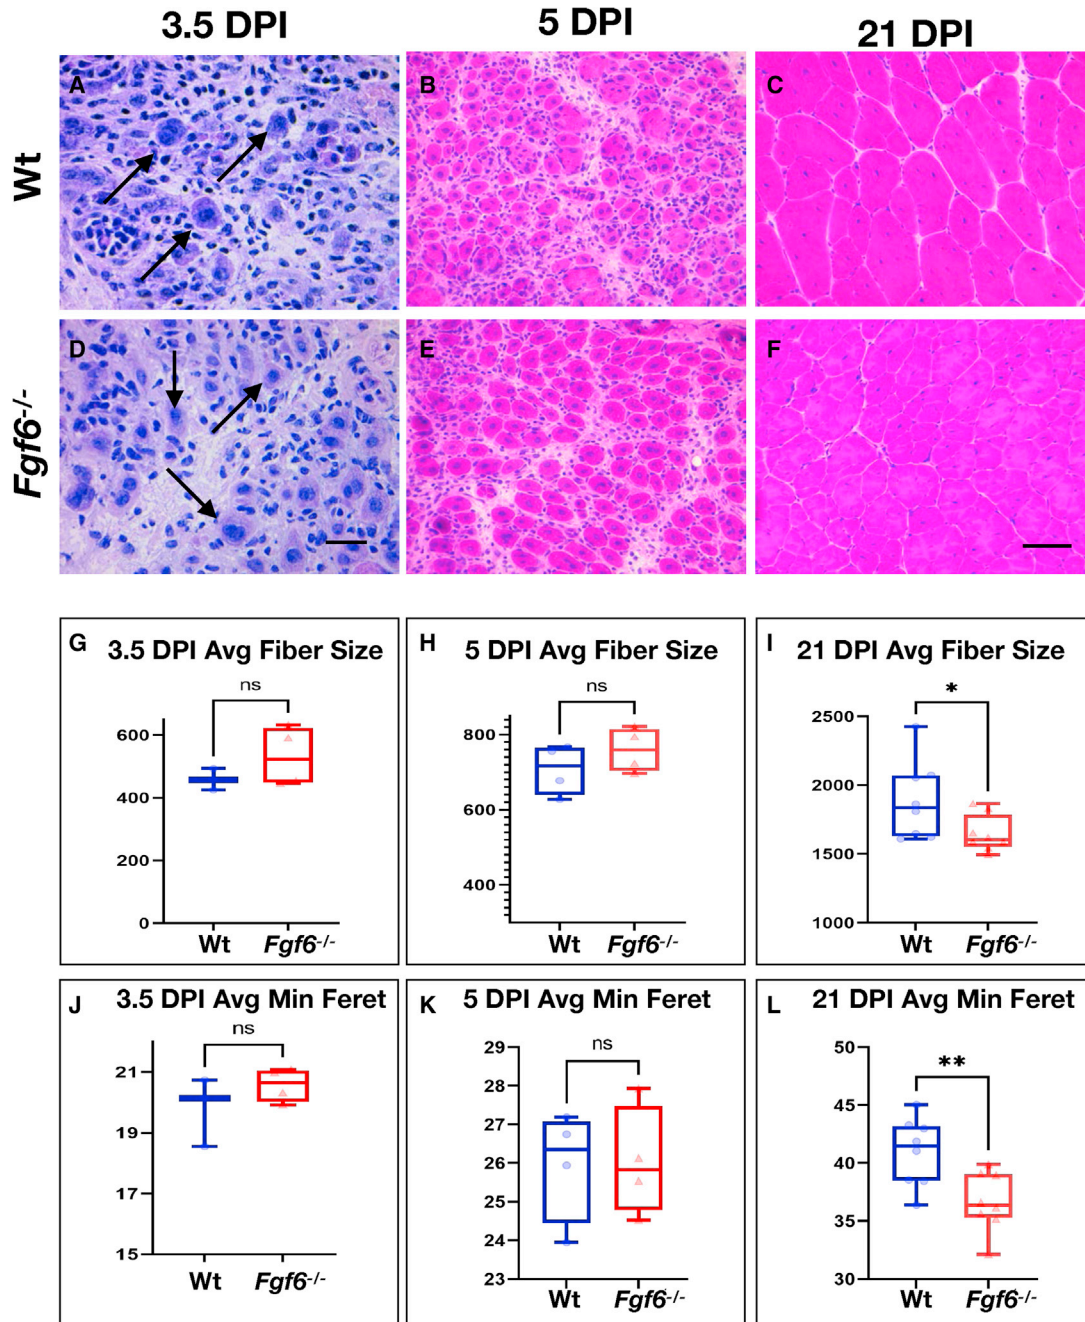 3.5 DPI
5 DPI
21 DPI
Wt
A
B
C
Fgf6-/-
D
E
F
G
3.5 DPI Avg Fiber Size
ns
600
400
200
0
Wt
Fgf6-/-
H
5 DPI Avg Fiber Size
ns
800
600
400
Wt
Fgf6-/-
I
21 DPI Avg Fiber Size
*
2500
2000
1500
1000
Wt
Fgf6-/-
J
3.5 DPI Avg Min Feret
ns
21
19
17
15
Wt
Fgf6-/-
K
5 DPI Avg Min Feret
ns
29
28
27
26
25
24
23
Wt
Fgf6-/-
L
21 DPI Avg Min Feret
**
50
45
40
35
30
Wt
Fgf6-/-